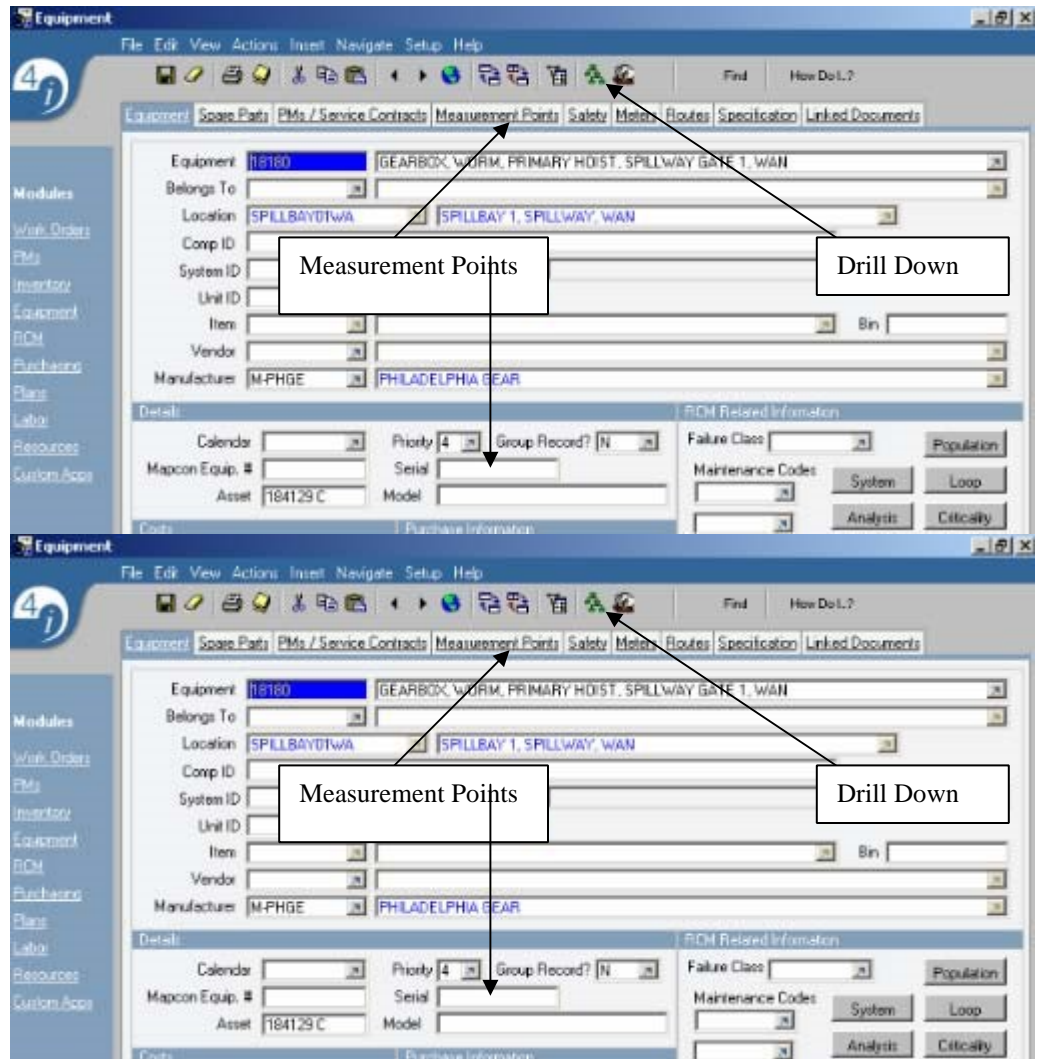 Equipment
File Edit View Actions Insert Navigate Setup Help
4i
Find How Do I..?
Equipment Spare Parts PMs / Service Contracts Measurement Points Safety Meters Routes Specification Linked Documents
Equipment 18180 GEARBOX, WORM, PRIMARY HOIST, SPILLWAY GATE 1, WAN
Modules
Belongs To
Location SPILLBAY01WA SPILLBAY 1, SPILLWAY, WAN
Work Orders
Comp ID
Measurement Points
Drill Down
PMs
System ID
Inventory
Unit ID
Equipment
Item Bin
RCM
Vendor
Purchasing
Manufacturer M-PHGE PHILADELPHIA GEAR
Plans
Details RCM Related Information
Labor
Calendar Priority 4 Group Record? N Failure Class Population
Resources
Mapcon Equip. # Serial Maintenance Codes System Loop
Custom Apps
Asset 184129 C Model
Analysis Criticality
Costs Purchase Information
Equipment
File Edit View Actions Insert Navigate Setup Help
4i
Find How Do I..?
Equipment Spare Parts PMs / Service Contracts Measurement Points Safety Meters Routes Specification Linked Documents
Equipment 18180 GEARBOX, WORM, PRIMARY HOIST, SPILLWAY GATE 1, WAN
Modules
Belongs To
Location SPILLBAY01WA SPILLBAY 1, SPILLWAY, WAN
Work Orders
Comp ID
Measurement Points
Drill Down
PMs
System ID
Inventory
Unit ID
Equipment
Item Bin
RCM
Vendor
Purchasing
Manufacturer M-PHGE PHILADELPHIA GEAR
Plans
Details RCM Related Information
Labor
Calendar Priority 4 Group Record? N Failure Class Population
Resources
Mapcon Equip. # Serial Maintenance Codes System Loop
Custom Apps
Asset 184129 C Model
Analysis Criticality
Costs Purchase Information